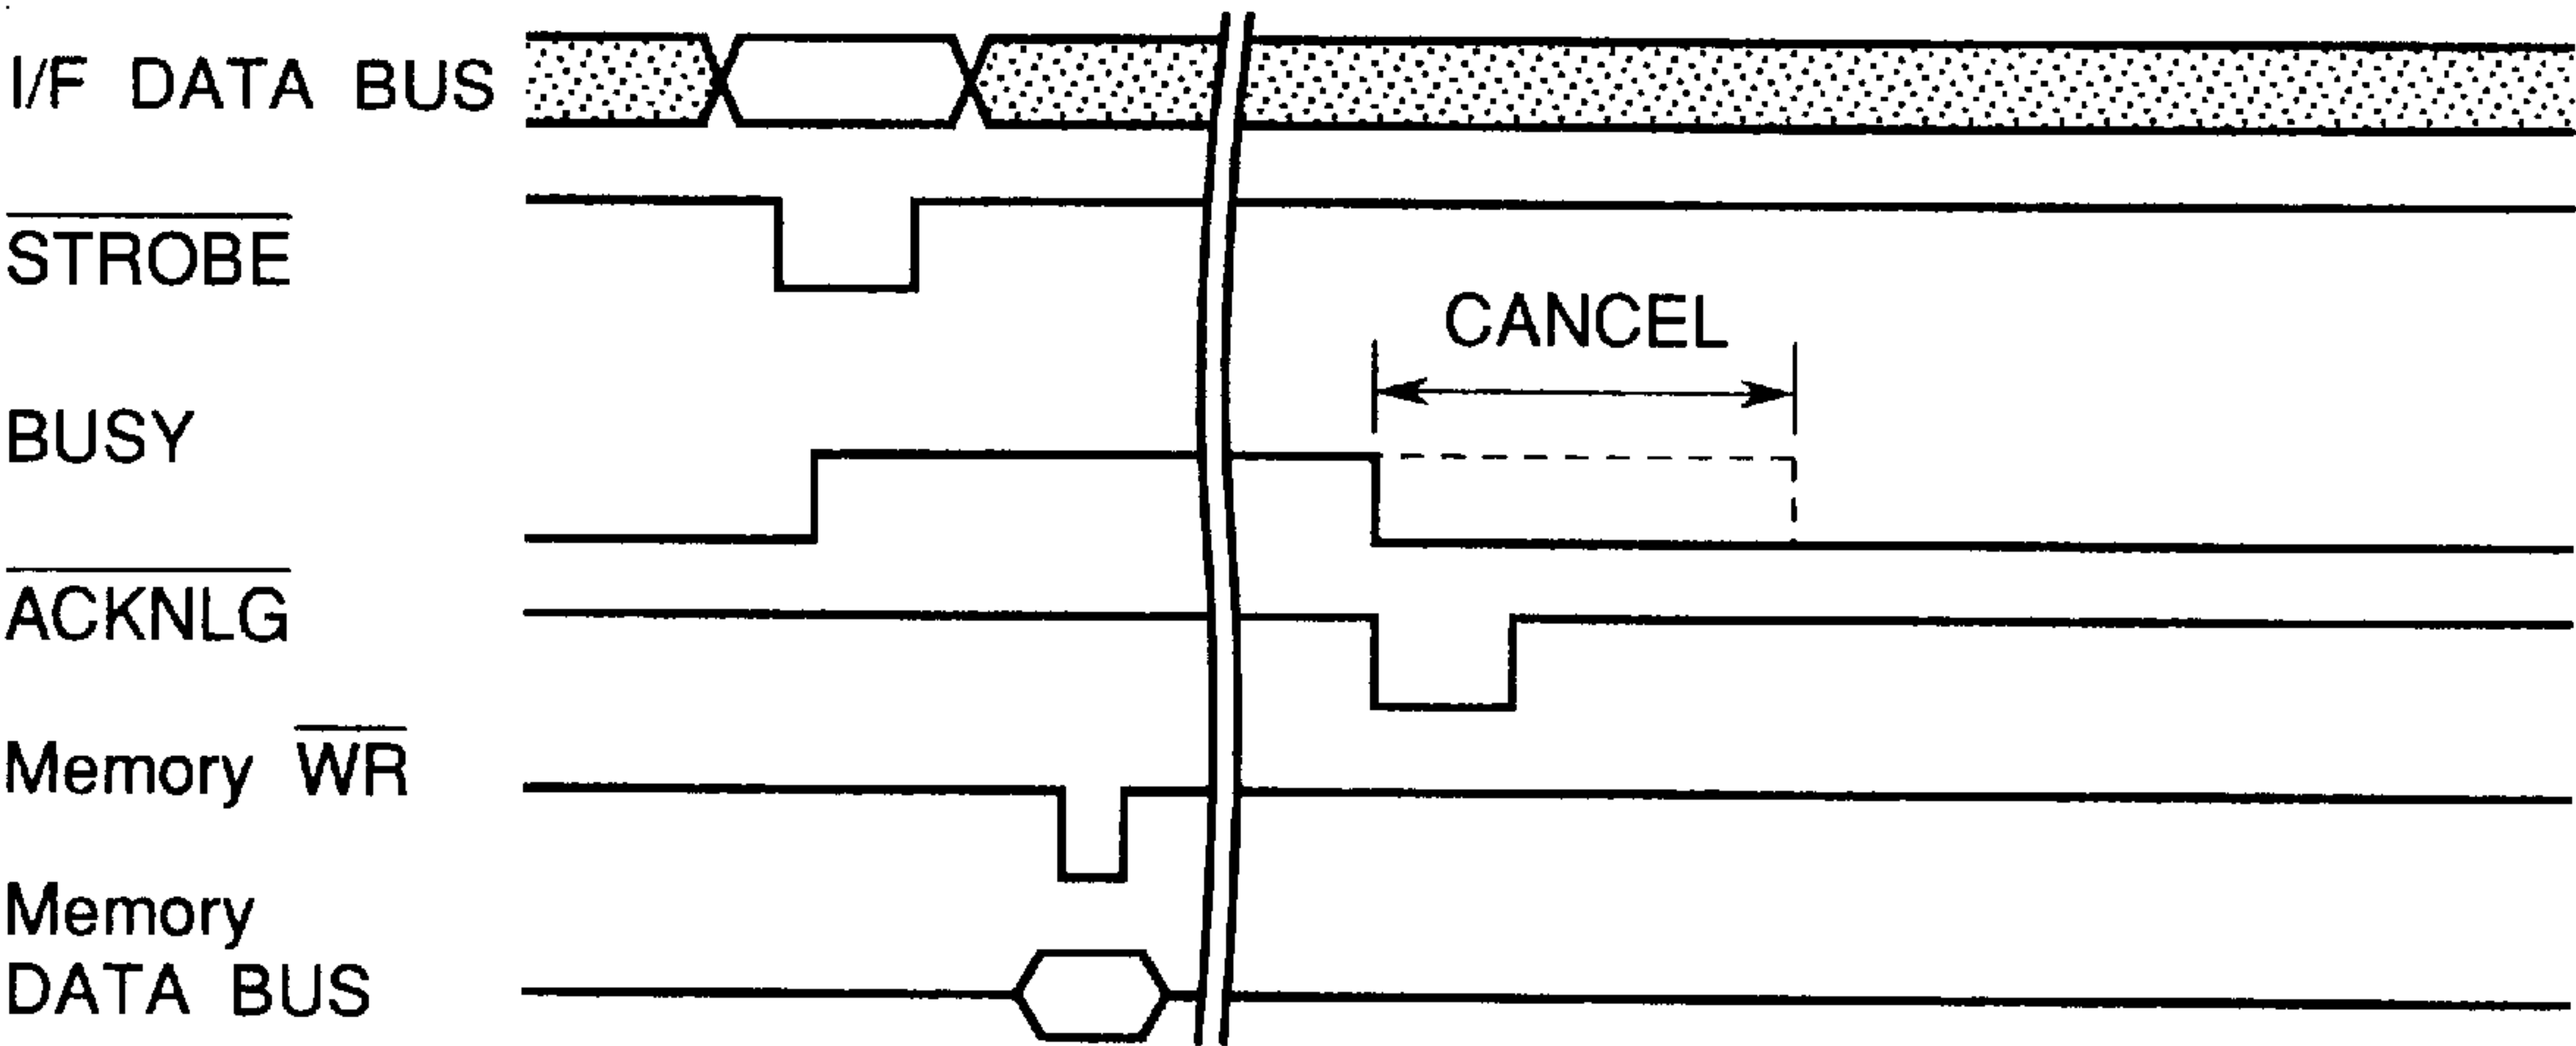 I/F DATA BUS
STROBE
CANCEL
BUSY
ACKNLG
Memory WR
Memory
DATA BUS